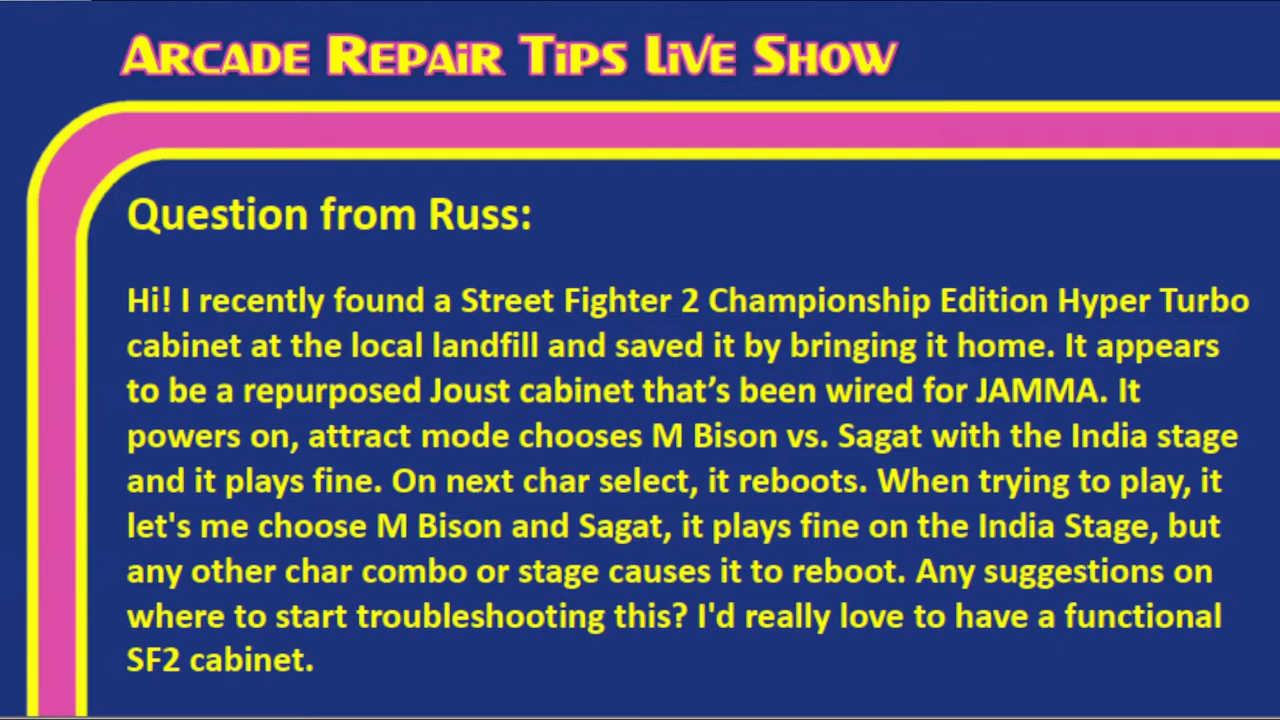 Arcade Repair Tips Live Show
Question from Russ:
Hi! I recently found a Street Fighter 2 Championship Edition Hyper Turbo
cabinet at the local landfill and saved it by bringing it home. It appears
to be a repurposed Joust cabinet that’s been wired for JAMMA. It
powers on, attract mode chooses M Bison vs. Sagat with the India stage
and it plays fine. On next char select, it reboots. When trying to play, it
let's me choose M Bison and Sagat, it plays fine on the India Stage, but
any other char combo or stage causes it to reboot. Any suggestions on
where to start troubleshooting this? I'd really love to have a functional
SF2 cabinet.